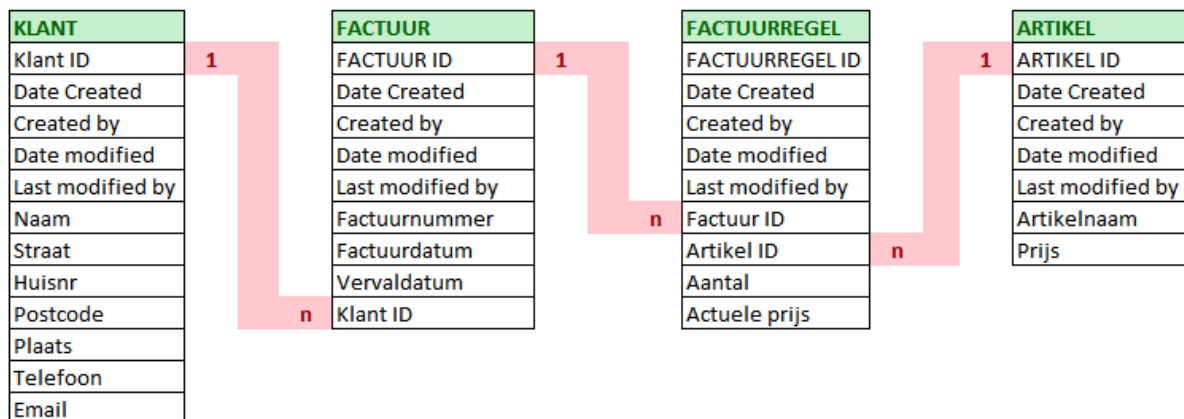 KLANT
Klant ID
Date Created
Created by
Date modified
Last modified by
Naam
Straat
Huisnr
Postcode
Plaats
Telefoon
Email
1
n
FACTUUR
FACTUUR ID
Date Created
Created by
Date modified
Last modified by
Factuurnummer
Factuurdatum
Vervaldatum
Klant ID
1
n
FACTUURREGEL
FACTUURREGEL ID
Date Created
Created by
Date modified
Last modified by
Factuur ID
Artikel ID
Aantal
Actuele prijs
1
n
ARTIKEL
ARTIKEL ID
Date Created
Created by
Date modified
Last modified by
Artikelnaam
Prijs